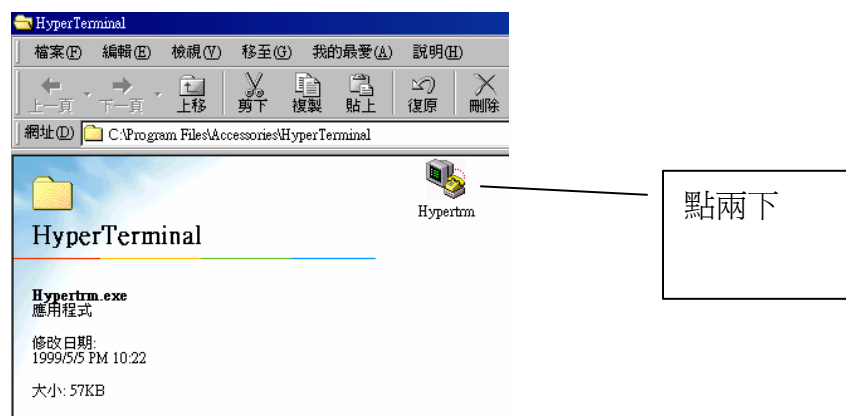 HyperTerminal
檔案(F) 編輯(E) 檢視(V) 移至(G) 我的最愛(A) 說明(H)
上一頁 下一頁 上移 剪下 複製 貼上 復原 刪除
網址(D) C:\Program Files\Accessories\HyperTerminal
Hypertrm
點兩下
HyperTerminal
Hypertrm.exe
應用程式
修改日期:
1999/5/5 PM 10:22
大小: 57KB